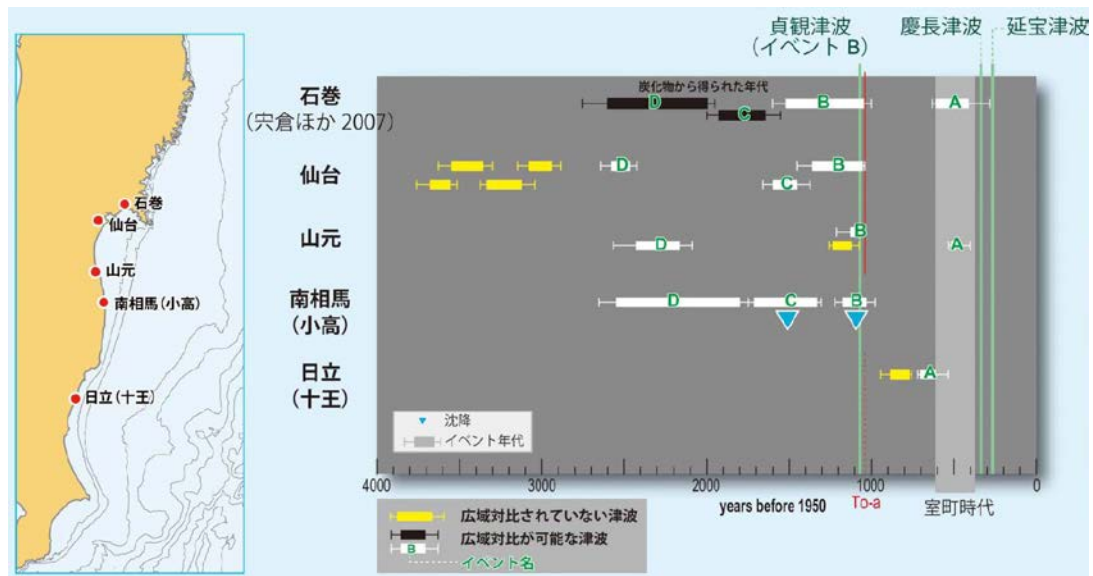 貞観津波
(イベント B)
慶長津波
延宝津波
石巻
(宍倉ほか 2007)
炭化物から得られた年代
D
C
B
A
仙台
D
B
C
山元
D
B
A
南相馬
(小高)
D
C
B
日立
(十王)
A
石巻
仙台
山元
南相馬(小高)
日立(十王)
沈降
イベント年代
4000
3000
2000
1000
0
years before 1950
To-a
室町時代
広域対比されていない津波
広域対比が可能な津波
B
イベント名